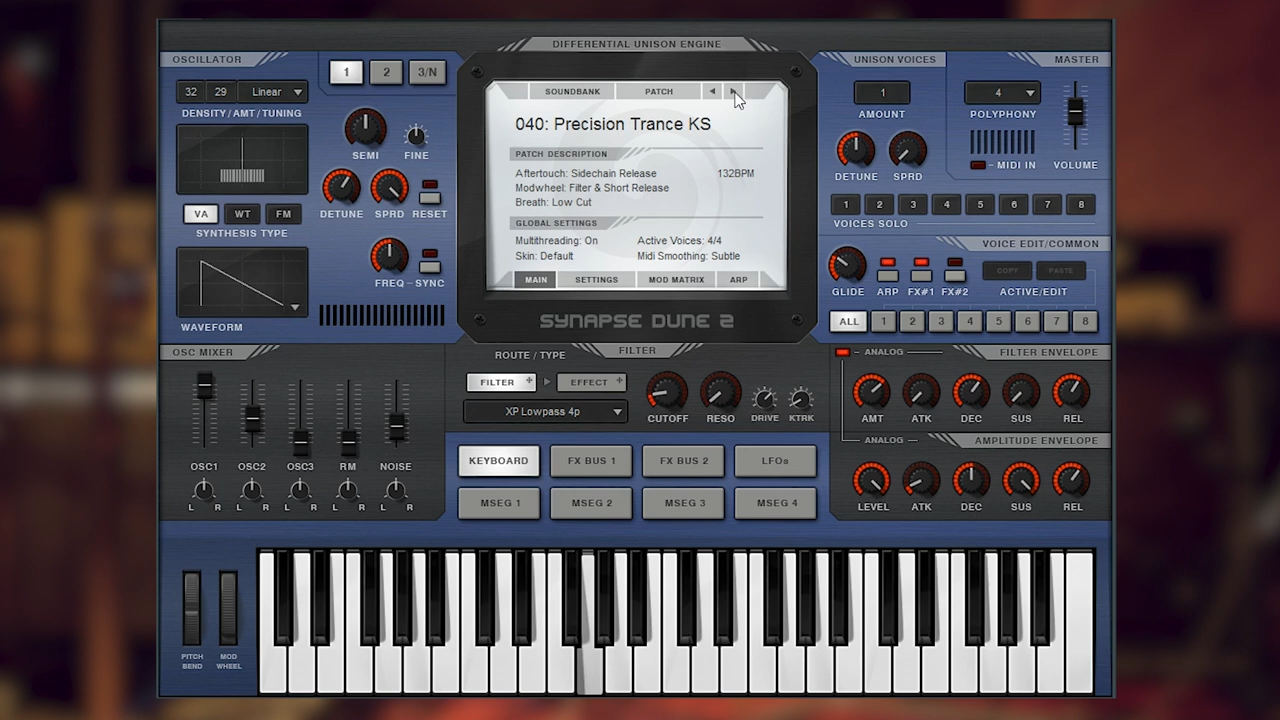 DIFFERENTIAL UNISON ENGINE
OSCILLATOR
32 29 Linear
DENSITY/AMT/TUNING
VA WT FM
SYNTHESIS TYPE
WAVEFORM
1 2 3/N
SEMI FINE
DETUNE SPRD RESET
FREQ – SYNC
SOUNDBANK PATCH
040: Precision Trance KS
PATCH DESCRIPTION
Aftertouch: Sidechain Release 132BPM
Modwheel: Filter & Short Release
Breath: Low Cut
GLOBAL SETTINGS
Multithreading: On Active Voices: 4/4
Skin: Default Midi Smoothing: Subtle
MAIN SETTINGS MOD MATRIX ARP
SYNAPSE DUNE 2
UNISON VOICES
1
AMOUNT
DETUNE SPRD
MASTER
4
POLYPHONY
– MIDI IN
VOLUME
1 2 3 4 5 6 7 8
VOICES SOLO
VOICE EDIT/COMMON
GLIDE ARP FX#1 FX#2
COPY PASTE
ACTIVE/EDIT
ALL 1 2 3 4 5 6 7 8
OSC MIXER
OSC1 OSC2 OSC3 RM NOISE
L R L R L R L R L R
ROUTE / TYPE
FILTER
FILTER + EFFECT +
XP Lowpass 4p
CUTOFF RESO DRIVE KTRK
KEYBOARD FX BUS 1 FX BUS 2 LFOs
MSEG 1 MSEG 2 MSEG 3 MSEG 4
– ANALOG – FILTER ENVELOPE
AMT ATK DEC SUS REL
ANALOG – AMPLITUDE ENVELOPE
LEVEL ATK DEC SUS REL
PITCH BEND
MOD WHEEL